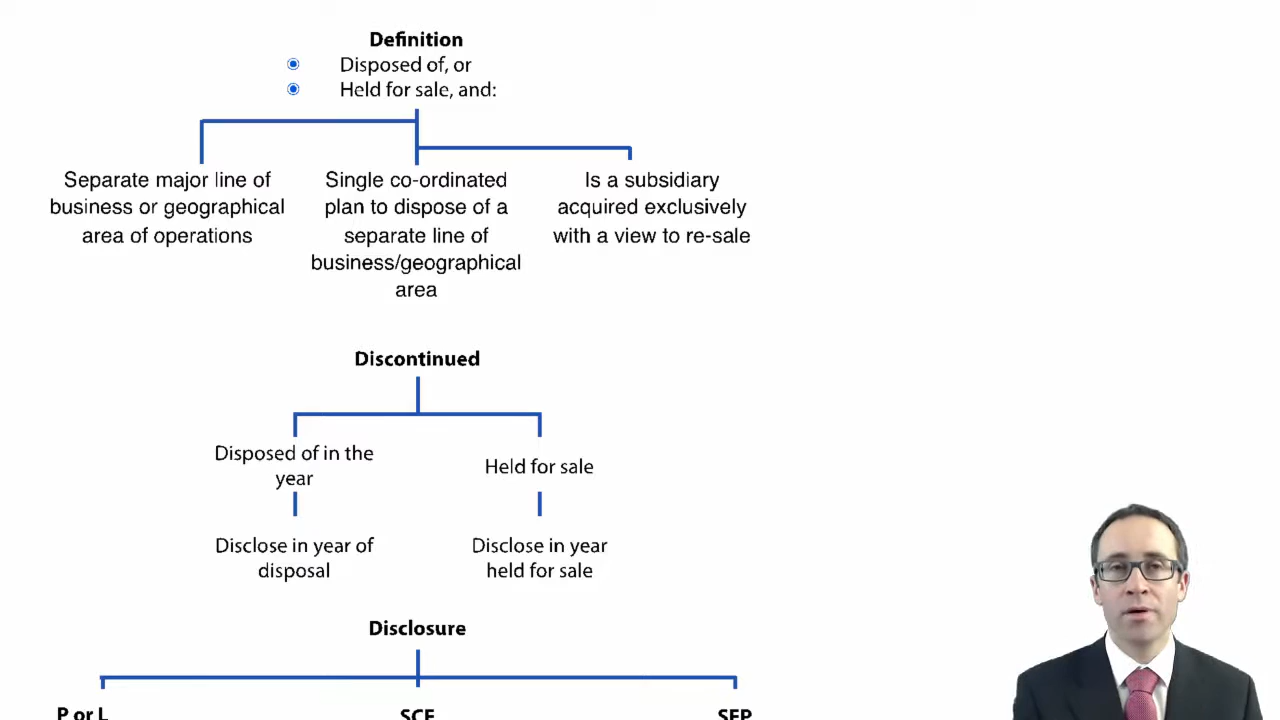 Definition
Disposed of, or
Held for sale, and:
Separate major line of
business or geographical
area of operations
Single co-ordinated
plan to dispose of a
separate line of
business/geographical
area
Is a subsidiary
acquired exclusively
with a view to re-sale
Discontinued
Disposed of in the
year
Held for sale
Disclose in year of
disposal
Disclose in year
held for sale
Disclosure
P or L
SCF
SFP